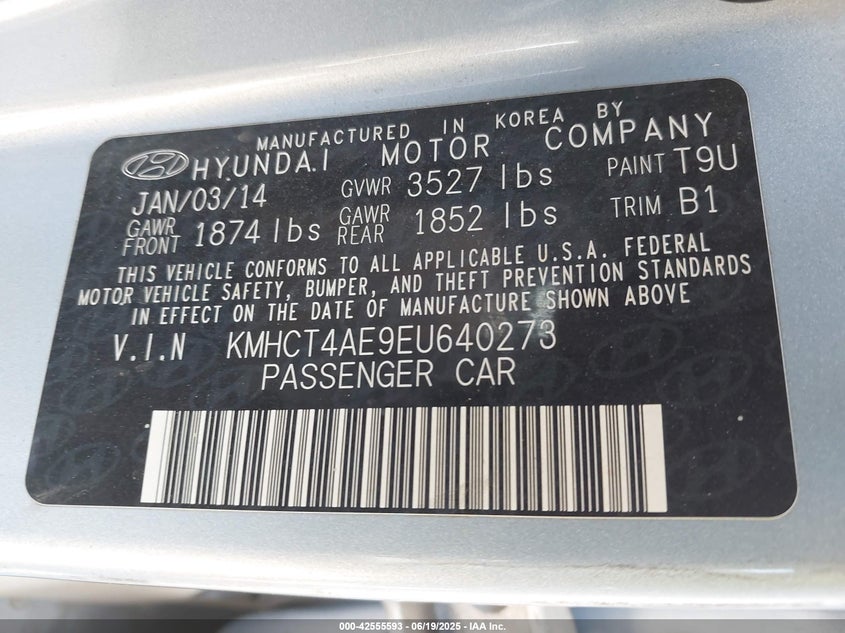 MANUFACTURED IN KOREA BY
HYUNDAI MOTOR COMPANY
JAN/03/14 GVWR 3527 lbs PAINT T9U
GAWR FRONT 1874 lbs GAWR REAR 1852 lbs TRIM B1
THIS VEHICLE CONFORMS TO ALL APPLICABLE U.S.A. FEDERAL
MOTOR VEHICLE SAFETY, BUMPER, AND THEFT PREVENTION STANDARDS
IN EFFECT ON THE DATE OF MANUFACTURE SHOWN ABOVE
V.I.N KMHCT4AE9EU640273
PASSENGER CAR
000-42555593 - 06/19/2025 - IAA Inc.